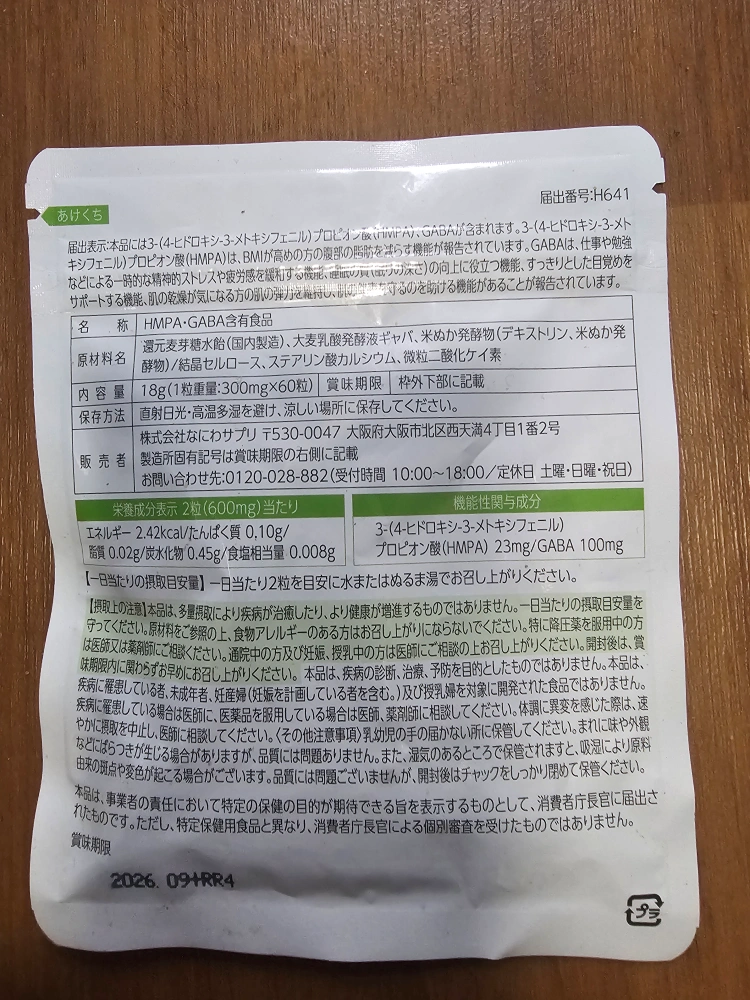 届出番号:H641
あけくち
届出表示:本品には3-(4-ヒドロキシ-3-メトキシフェニル)プロピオン酸(HMPA)、GABAが含まれます。3-(4-ヒドロキシ-3-メト
キシフェニル)プロピオン酸(HMPA)は、BMIが高めの方の腹部の脂肪を減らす機能が報告されています。GABAは、仕事や勉強
などによる一時的な精神的ストレスや疲労感を緩和する機能、睡眠の質(眠りの深さ)の向上に役立つ機能、すっきりとした目覚めを
サポートする機能、肌の乾燥が気になる方の肌の弾力を維持し、肌の健康を守るのを助ける機能があることが報告されています。
名 称 HMPA・GABA含有食品
原材料名 還元麦芽糖水飴(国内製造)、大麦乳酸発酵液ギャバ、米ぬか発酵物(デキストリン、米ぬか発
酵物)/結晶セルロース、ステアリン酸カルシウム、微粒二酸化ケイ素
内 容 量 18g(1粒重量:300mg×60粒) 賞味期限 枠外下部に記載
保存方法 直射日光・高温多湿を避け、涼しい場所に保存してください。
販 売 者 株式会社なにわサプリ 〒530-0047 大阪府大阪市北区西天満4丁目1番2号
製造所固有記号は賞味期限の右側に記載
お問い合わせ先:0120-028-882(受付時間 10:00~18:00/定休日 土曜・日曜・祝日)
栄養成分表示 2粒(600mg)当たり
エネルギー 2.42kcal/たんぱく質 0.10g/
脂質 0.02g/炭水化物 0.45g/食塩相当量 0.008g
機能性関与成分
3-(4-ヒドロキシ-3-メトキシフェニル)
プロピオン酸(HMPA) 23mg/GABA 100mg
【一日当たりの摂取目安量】一日当たり2粒を目安に水またはぬるま湯でお召し上がりください。
【摂取上の注意】本品は、多量摂取により疾病が治癒したり、より健康が増進するものではありません。一日当たりの摂取目安量を
守ってください。原材料をご参照の上、食物アレルギーのある方はお召し上がりにならないでください。特に降圧薬を服用中の方
は医師又は薬剤師にご相談ください。通院中の方及び妊娠、授乳中の方は医師にご相談の上お召し上がりください。開封後は、賞
味期限内に関わらずお早めにお召し上がりください。 本品は、疾病の診断、治療、予防を目的としたものではありません。本品は、
疾病に罹患している者、未成年者、妊産婦(妊娠を計画している者を含む。)及び授乳婦を対象に開発された食品ではありません。
疾病に罹患している場合は医師に、医薬品を服用している場合は医師、薬剤師に相談してください。体調に異変を感じた際は、速
やかに摂取を中止し、医師に相談してください。〈その他注意事項〉乳幼児の手の届かない所に保管してください。まれに味や外観
などにばらつきが生じる場合がありますが、品質には問題ありません。また、湿気のあるところで保管されますと、吸湿により原料
由来の斑点や変色が起こる場合がございます。品質には問題ございませんが、開封後はチャックをしっかり閉めて保管ください。
本品は、事業者の責任において特定の保健の目的が期待できる旨を表示するものとして、消費者庁長官に届出さ
れたものです。ただし、特定保健用食品と異なり、消費者庁長官による個別審査を受けたものではありません。
賞味期限
2026. 09+RR4
プラ